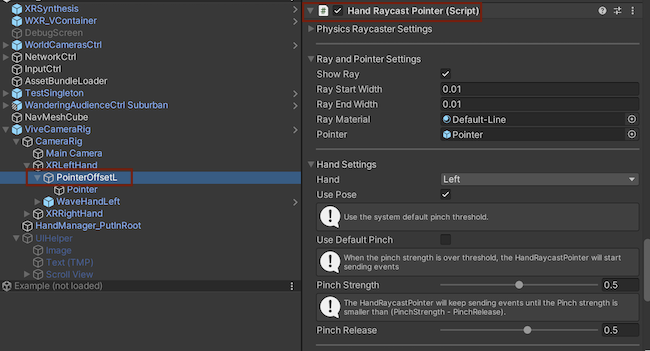 XRSynthesis
WXR_VContainer
DebugScreen
WorldCamerasCtrl
NetworkCtrl
InputCtrl
AssetBundleLoader
TestSingleton
WanderingAudienceCtrl Suburban
NavMeshCube
ViveCameraRig
CameraRig
Main Camera
XRLeftHand
PointerOffsetL
Pointer
WaveHandLeft
XRRightHand
HandManager_PutInRoot
UIHelper
Image
Text (TMP)
Scroll View
Example (not loaded)
# Hand Raycast Pointer (Script)
Physics Raycaster Settings
Ray and Pointer Settings
Show Ray
Ray Start Width 0.01
Ray End Width 0.01
Ray Material Default-Line
Pointer Pointer
Hand Settings
Hand Left
Use Pose
Use the system default pinch threshold.
Use Default Pinch
When the pinch strength is over threshold, the HandRaycastPointer will start
sending events
Pinch Strength 0.5
The HandRaycastPointer will keep sending events until the Pinch strength is
smaller than (PinchStrength - PinchRelease).
Pinch Release 0.5